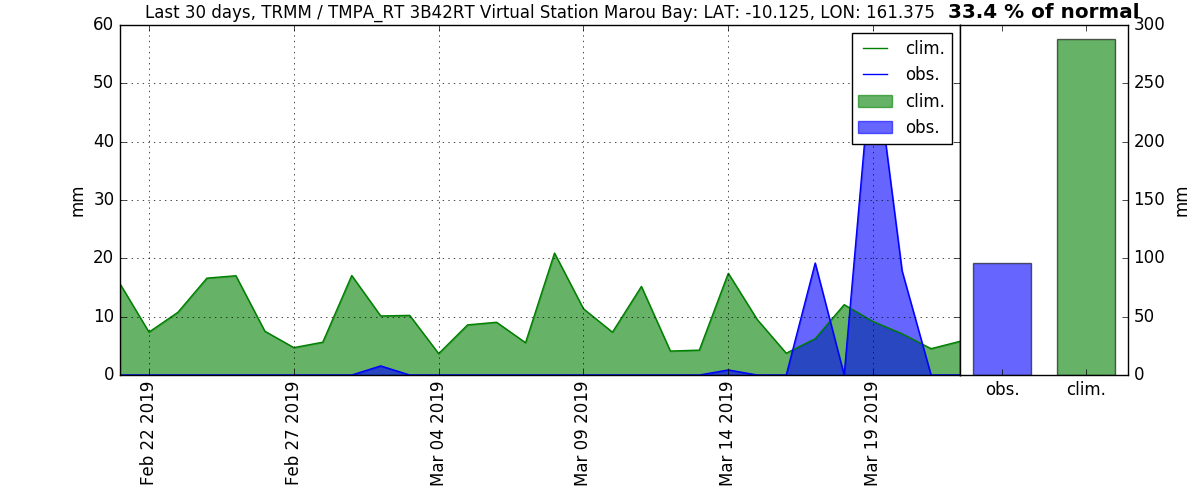 Last 30 days, TRMM / TMPA_RT 3B42RT Virtual Station Marou Bay: LAT: -10.125, LON: 161.375
33.4 % of normal
60
50
40
30
20
10
0
mm
clim.
obs.
clim.
obs.
Feb 22 2019
Feb 27 2019
Mar 04 2019
Mar 09 2019
Mar 14 2019
Mar 19 2019
300
250
200
150
100
50
0
mm
obs.
clim.